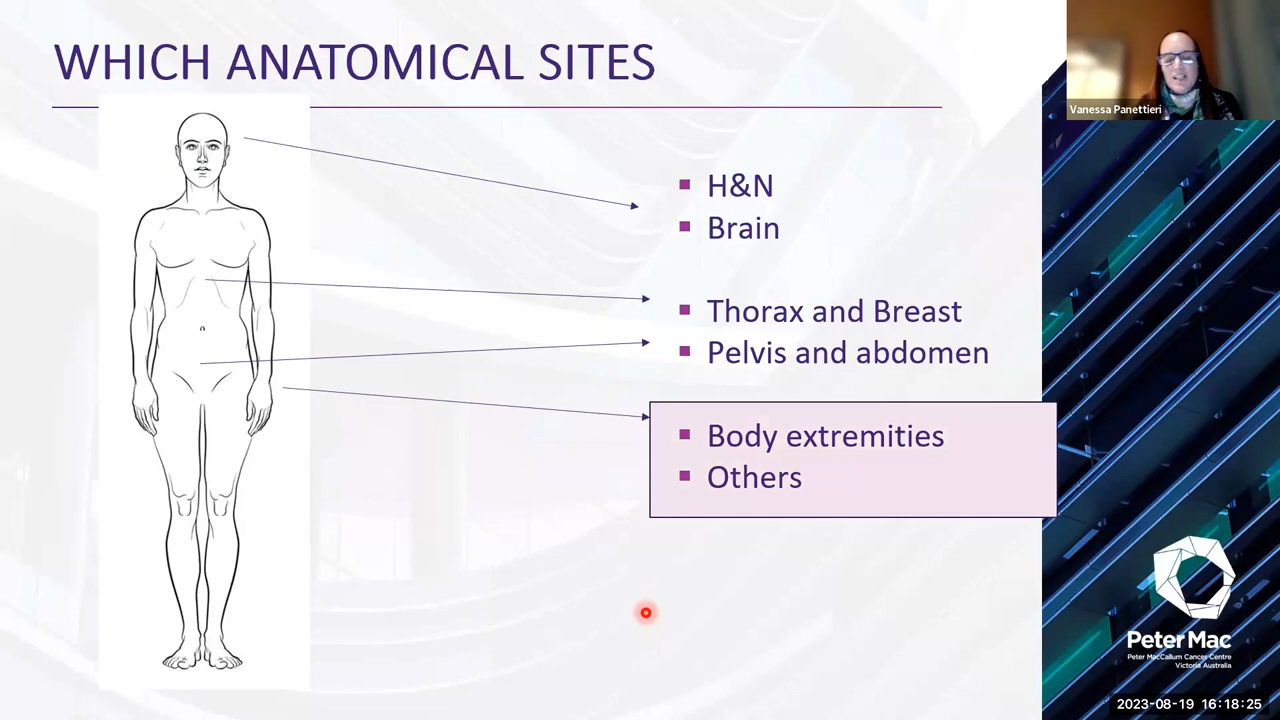 WHICH ANATOMICAL SITES
Vanessa Panettieri
H&N
Brain
Thorax and Breast
Pelvis and abdomen
Body extremities
Others
Peter Mac
Peter MacCallum Cancer Centre
Victoria Australia
2023-08-19 16:18:25